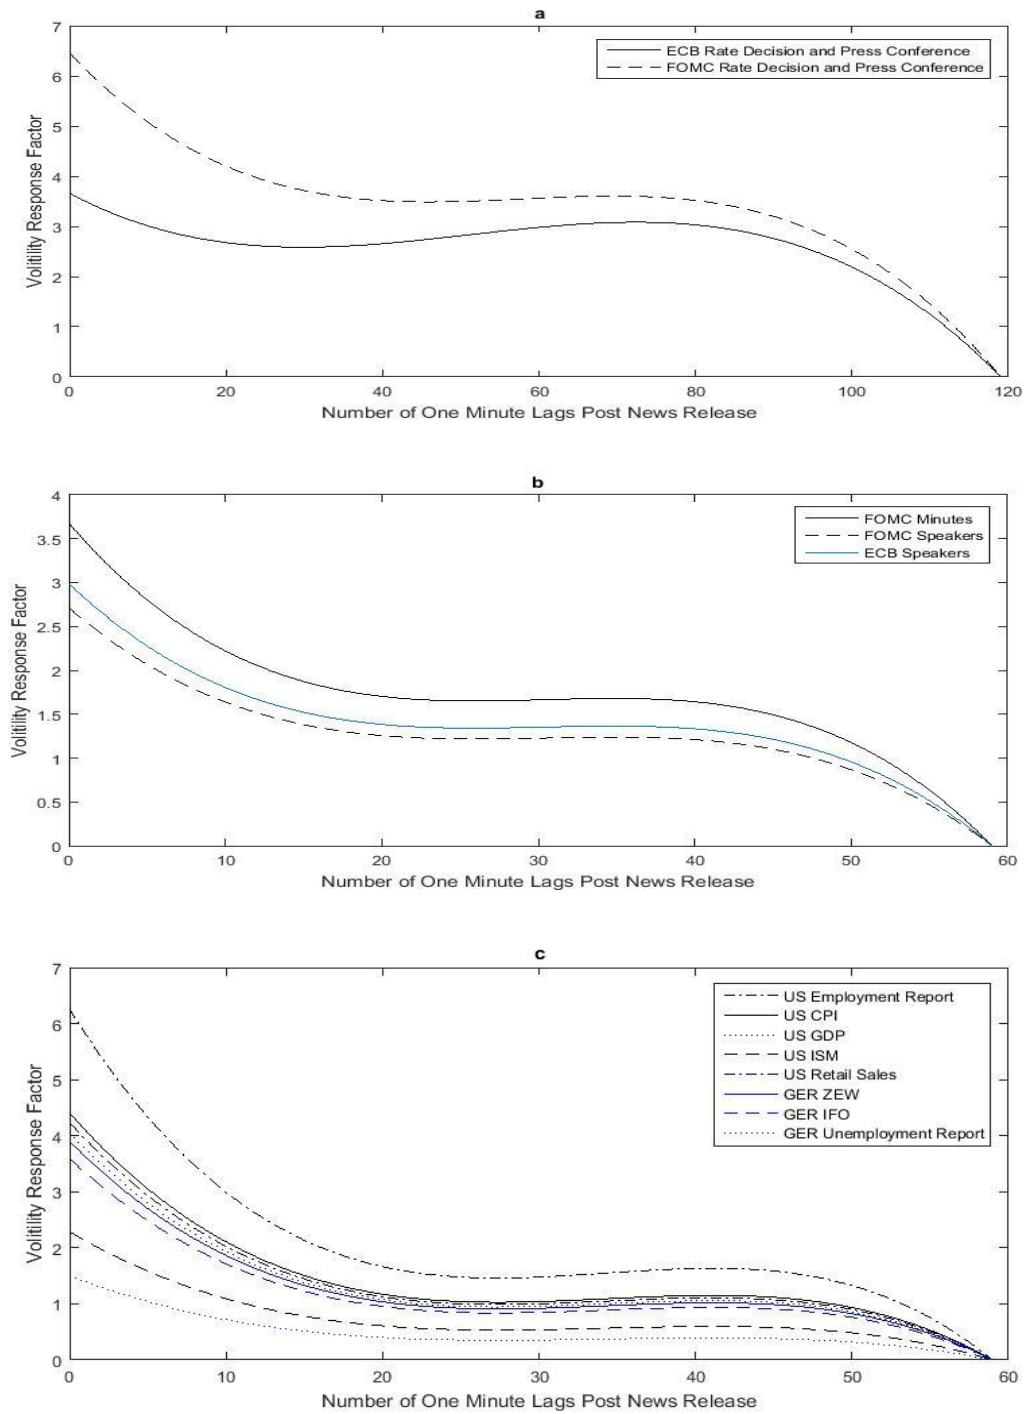 a
7
6
5
4
3
2
1
0
Volitility Response Factor
ECB Rate Decision and Press Conference
FOMC Rate Decision and Press Conference
0 20 40 60 80 100 120
Number of One Minute Lags Post News Release
b
4
3.5
3
2.5
2
1.5
1
0.5
0
Volitility Response Factor
FOMC Minutes
FOMC Speakers
ECB Speakers
0 10 20 30 40 50 60
Number of One Minute Lags Post News Release
c
7
6
5
4
3
2
1
0
Volitility Response Factor
US Employment Report
US CPI
US GDP
US ISM
US Retail Sales
GER ZEW
GER IFO
GER Unemployment Report
0 10 20 30 40 50 60
Number of One Minute Lags Post News Release